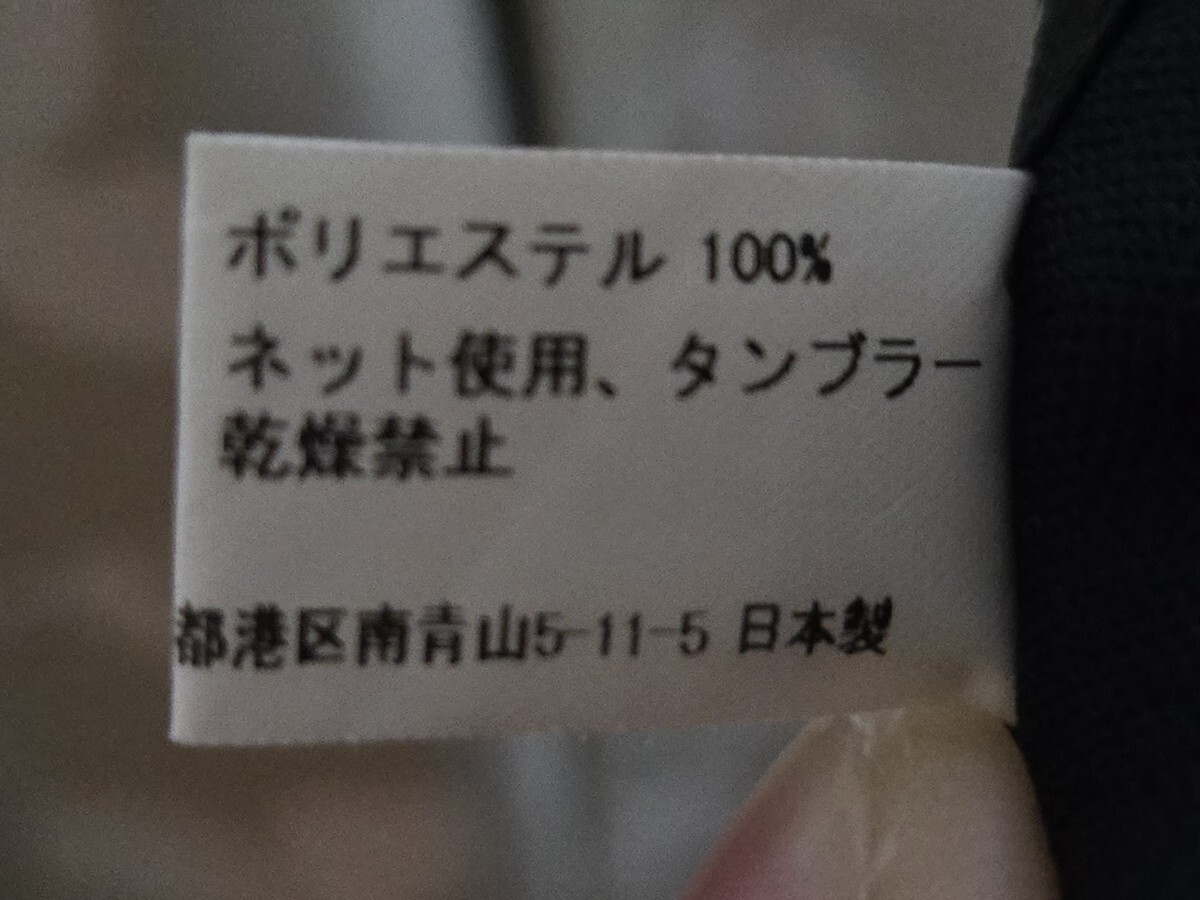 ポリエステル 100%
ネット使用、タンブラー
乾燥禁止
都港区南青山5-11-5 日本製